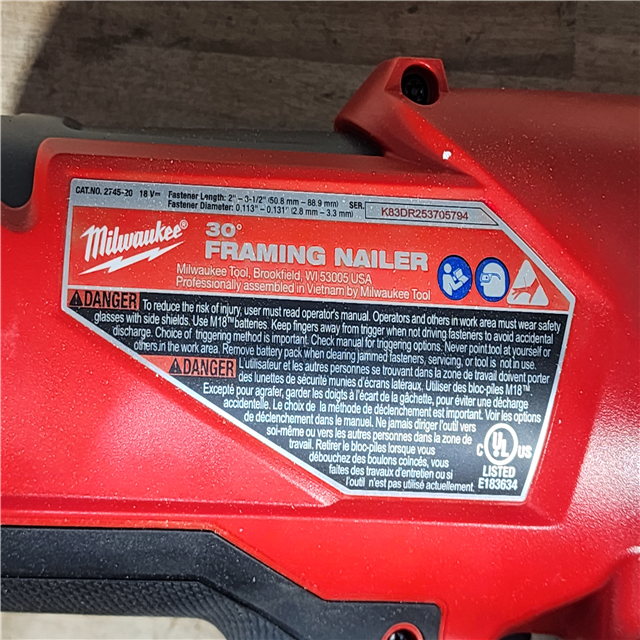 CAT.NO. 2745-20 18 V Fastener Length: 2" – 3-1/2" (50.8 mm – 88.9 mm) SER.
Fastener Diameter: 0.113" – 0.131" (2.8 mm – 3.3 mm)
K83DR253705794
Milwaukee®
30°
FRAMING NAILER
Milwaukee Tool, Brookfield, WI 53005 USA
Professionally assembled in Vietnam by Milwaukee Tool
DANGER To reduce the risk of injury, user must read operator's manual. Operators and others in work area must wear safety
glasses with side shields. Use M18™ batteries. Keep fingers away from trigger when not driving fasteners to avoid accidental
discharge. Choice of triggering method is important. Check manual for triggering options. Never point tool at yourself or
others in the work area. Remove battery pack when clearing jammed fasteners, servicing, or tool is not in use.
DANGER L'utilisateur et les autres personnes se trouvant dans la zone de travail doivent porter
des lunettes de sécurité munies d'écrans latéraux. Utiliser des bloc-piles M18™
Excepté pour agrafer, garder les doigts à l'écart de la gâchette, pour éviter une décharge
accidentelle. Le choix de la méthode de déclenchement est important. Voir les options
de déclenchement dans le manuel. Ne jamais diriger l'outil vers
soi-même ou vers les autres personnes dans la zone de
travail. Retirer le bloc-piles lorsque vous
débouchez des boulons coincés, vous
faites des travaux d'entretien ou si
l'outil n'est pas utilisé actuellement.
C UL US
LISTED
E183634